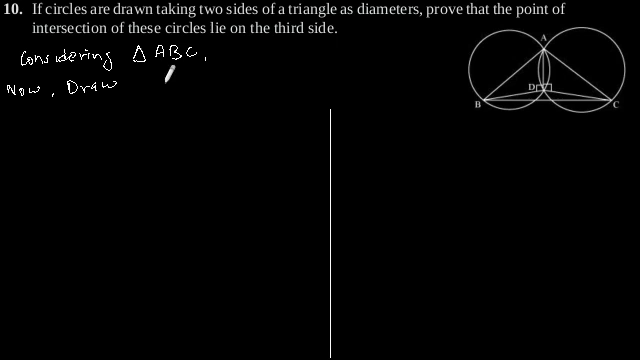 10. If circles are drawn taking two sides of a triangle as diameters, prove that the point of
intersection of these circles lie on the third side.
Considering Δ ABC,
Now, Draw
A
D
B
C